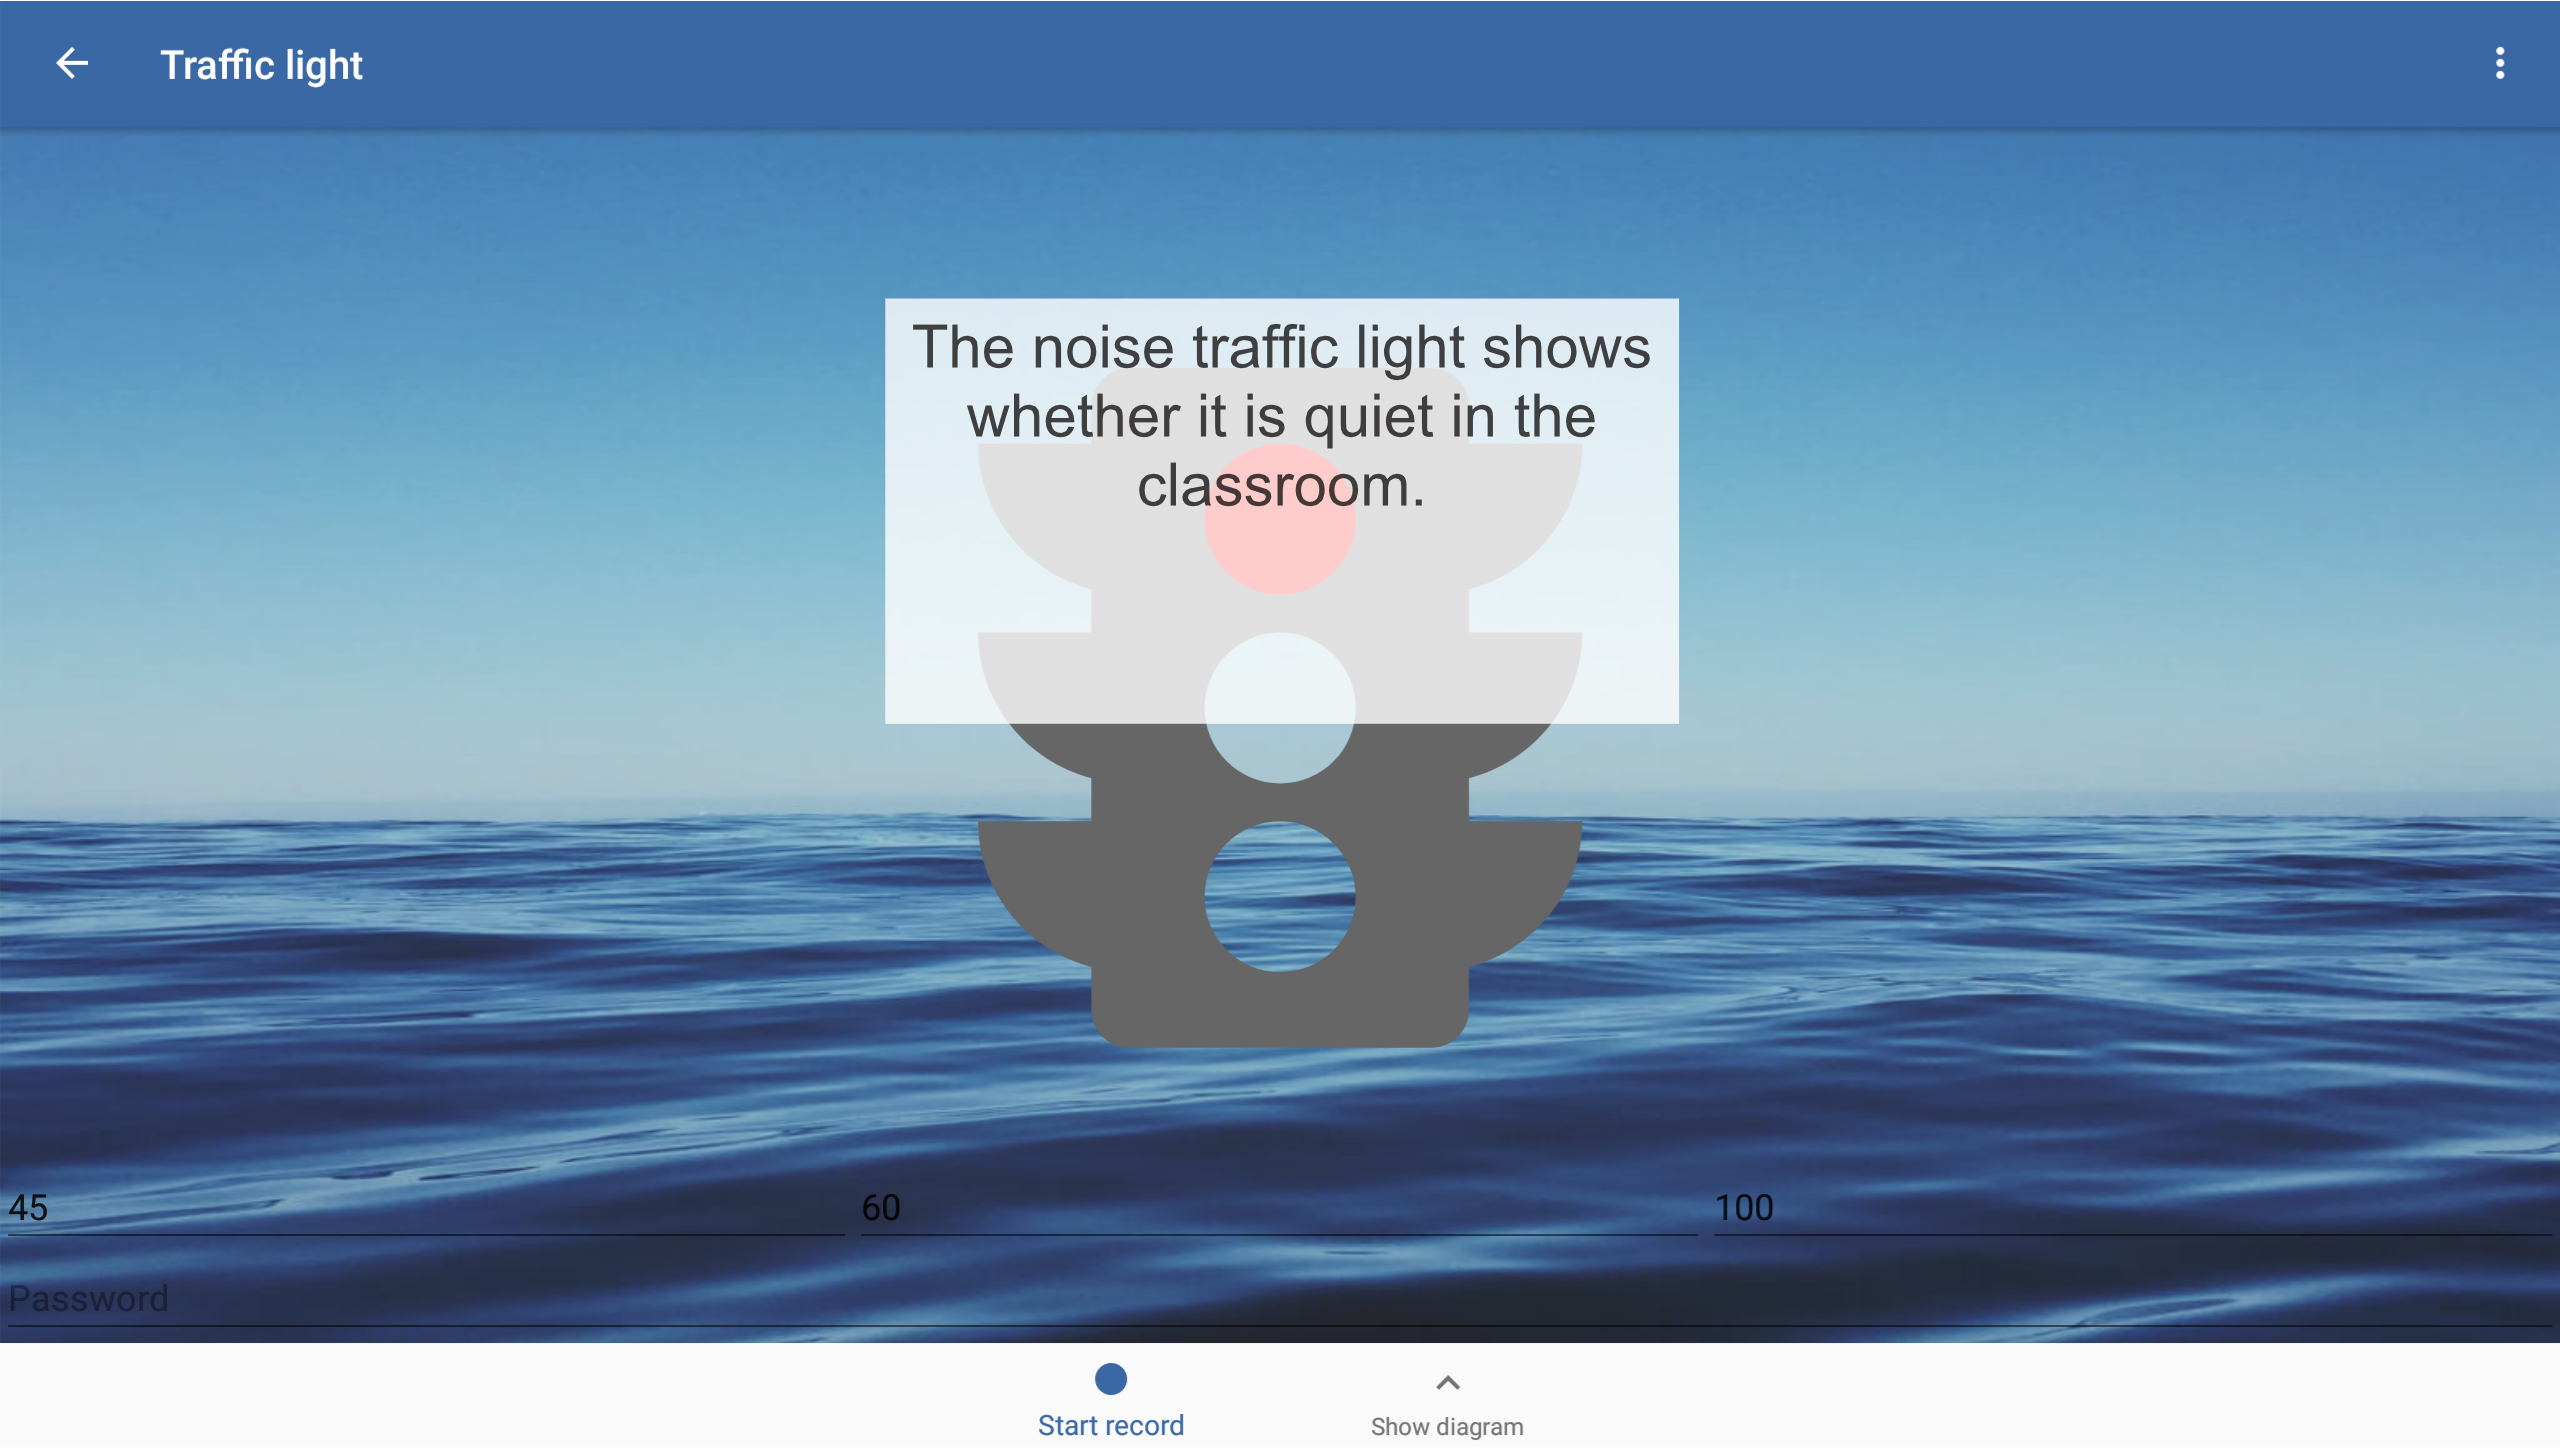 Traffic light
The noise traffic light shows
whether it is quiet in the
classroom.
45 60 100
Password
Start record Show diagram